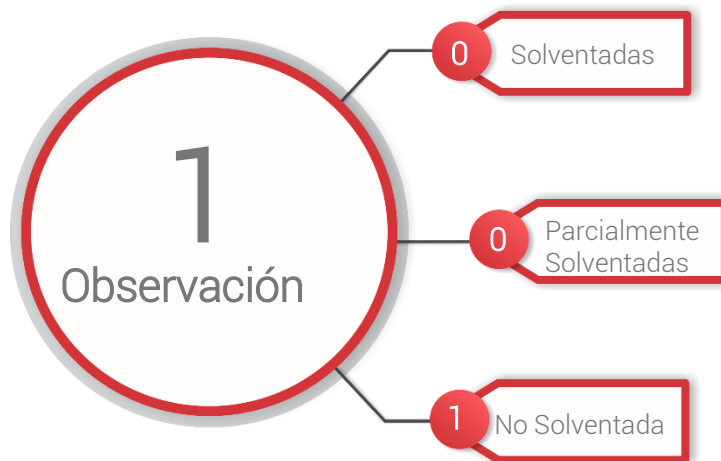 1
Observación
0
Solventadas
0
Parcialmente
Solventadas
1
No Solventada